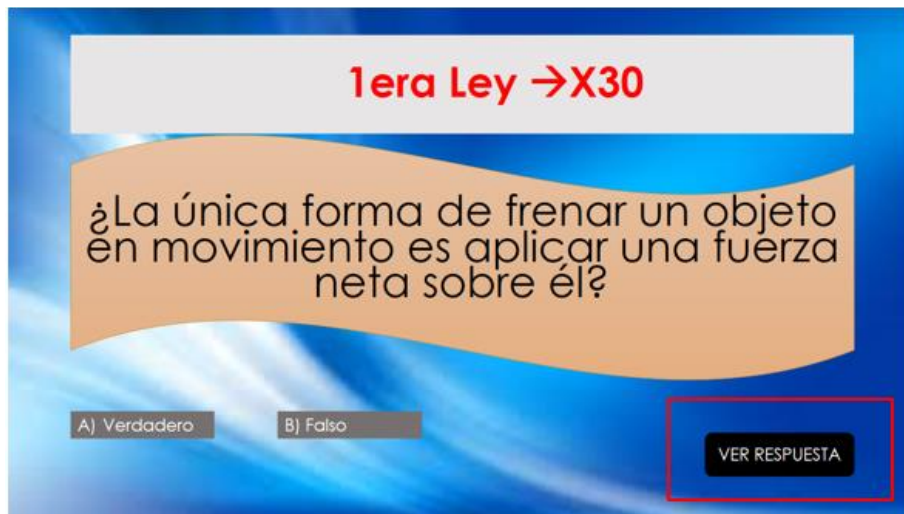 1era Ley →X30
¿La única forma de frenar un objeto
en movimiento es aplicar una fuerza
neta sobre él?
A) Verdadero
B) Falso
VER RESPUESTA